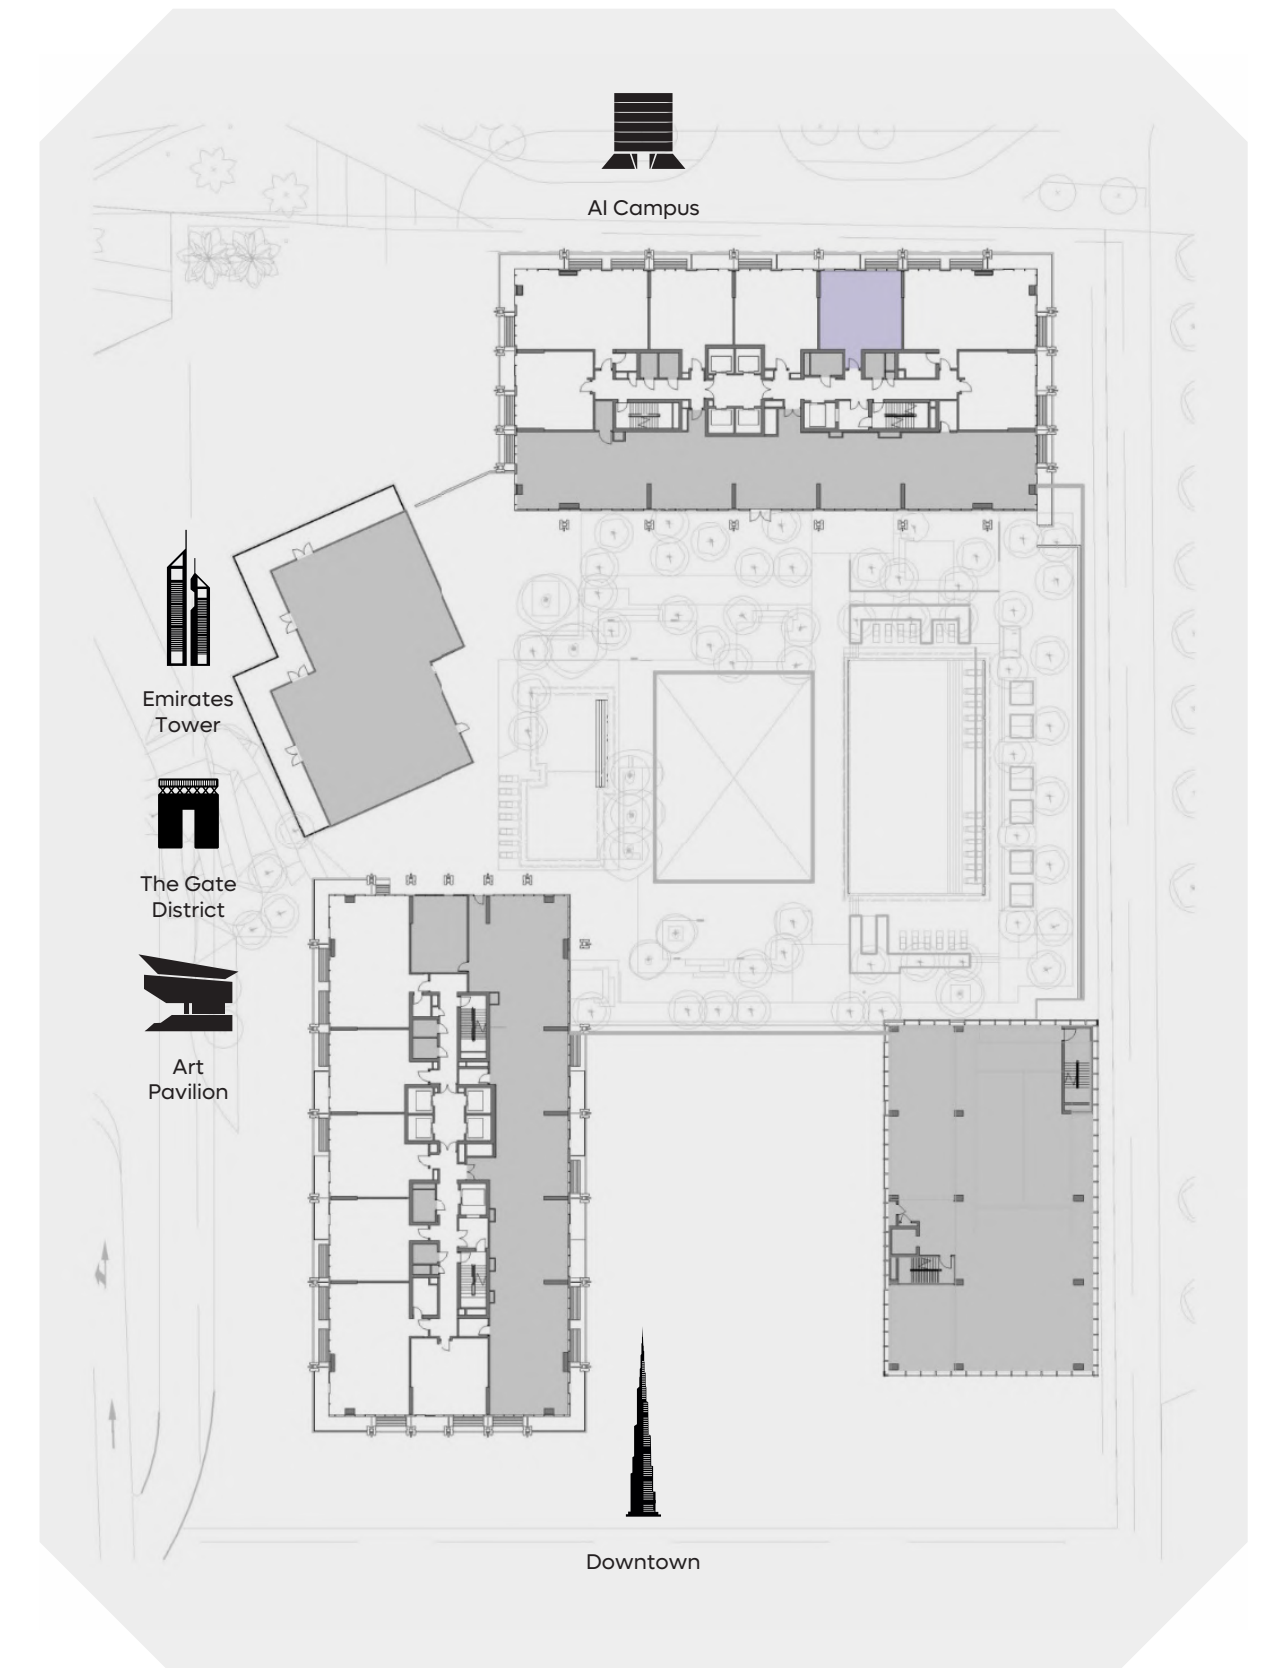 AI Campus
Emirates
Tower
The Gate
District
Art
Pavilion
Downtown